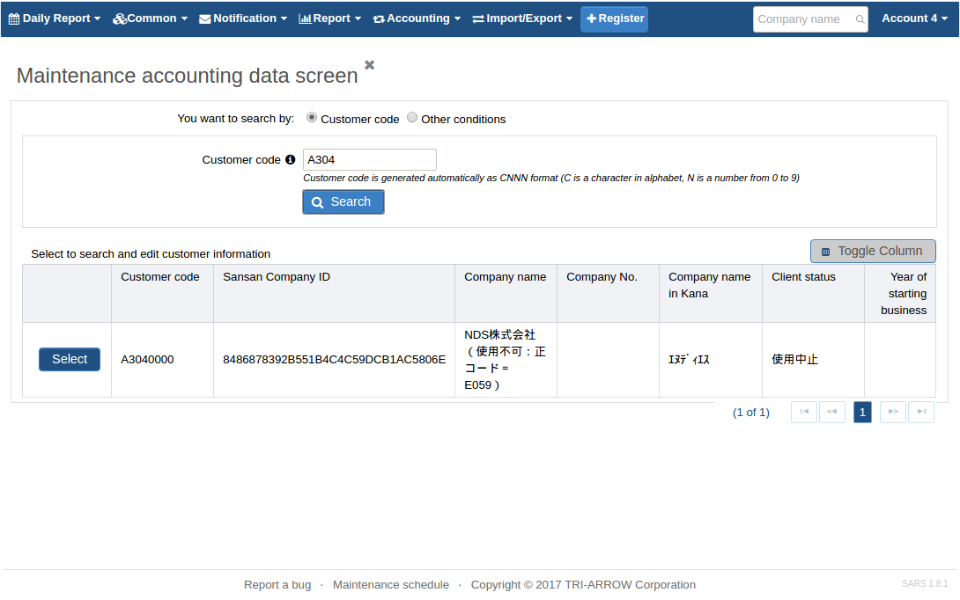 Daily Report Common Notification Report Accounting Import/Export Register Company name Account 4
Maintenance accounting data screen
You want to search by: Customer code Other conditions
Customer code A304
Customer code is generated automatically as CNNN format (C is a character in alphabet, N is a number from 0 to 9)
Search
Toggle Column
Select to search and edit customer information
Customer code Sansan Company ID Company name Company No. Company name Client status Year of
in Kana starting
business
NDS株式会社
(使用不可:正
Select A3040000 8486878392B551B4C4C59DCB1AC5806E ｴﾇﾃﾞｨｴｽ 使用中止
コード=
E059)
(1 of 1) 1
Report a bug · Maintenance schedule · Copyright © 2017 TRI-ARROW Corporation SARS 1.8.1